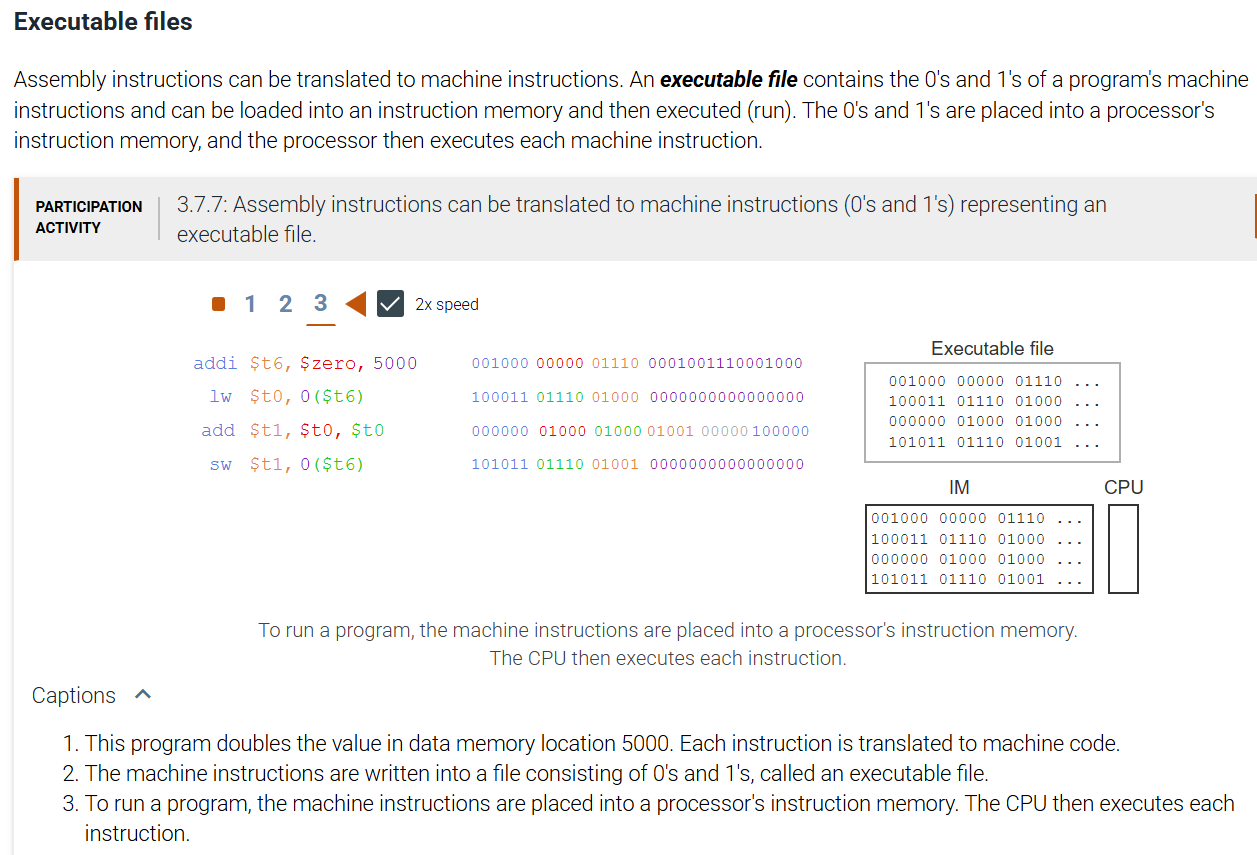 Executable files
Assembly instructions can be translated to machine instructions. An executable file contains the 0's and 1's of a program's machine
instructions and can be loaded into an instruction memory and then executed (run). The 0's and 1's are placed into a processor's
instruction memory, and the processor then executes each machine instruction.
PARTICIPATION
ACTIVITY
3.7.7: Assembly instructions can be translated to machine instructions (0's and 1's) representing an
executable file.
1 2 3 2x speed
addi $t6, $zero, 5000 001000 00000 01110 0001001110001000
lw $t0, 0($t6) 100011 01110 01000 0000000000000000
add $t1, $t0, $t0 000000 01000 01000 01001 00000 100000
sw $t1, 0($t6) 101011 01110 01001 0000000000000000
Executable file
001000 00000 01110 ...
100011 01110 01000 ...
000000 01000 01000 ...
101011 01110 01001 ...
IM CPU
001000 00000 01110 ...
100011 01110 01000 ...
000000 01000 01000 ...
101011 01110 01001 ...
To run a program, the machine instructions are placed into a processor's instruction memory.
The CPU then executes each instruction.
Captions
1. This program doubles the value in data memory location 5000. Each instruction is translated to machine code.
2. The machine instructions are written into a file consisting of 0's and 1's, called an executable file.
3. To run a program, the machine instructions are placed into a processor's instruction memory. The CPU then executes each
instruction.